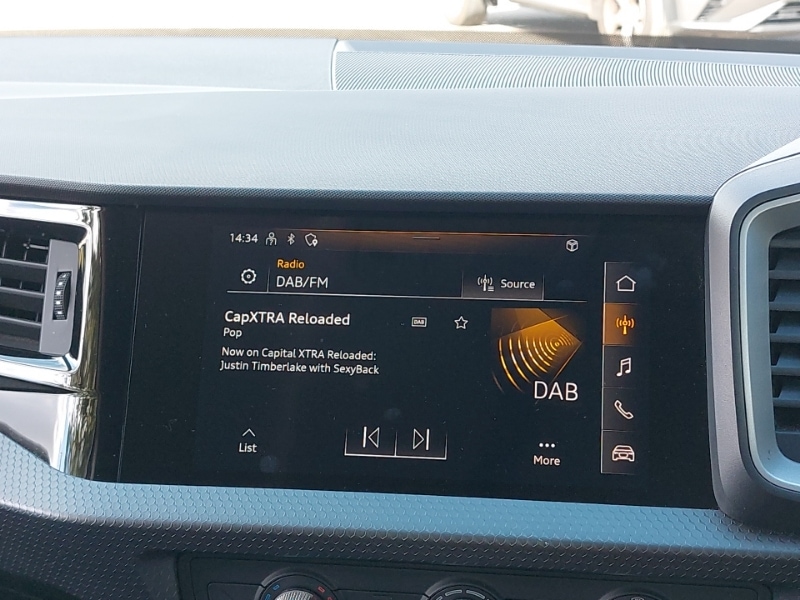 14:34
Radio
DAB/FM
Source
CapXTRA Reloaded
DAB
Pop
Now on Capital XTRA Reloaded:
Justin Timberlake with SexyBack
DAB
List
More